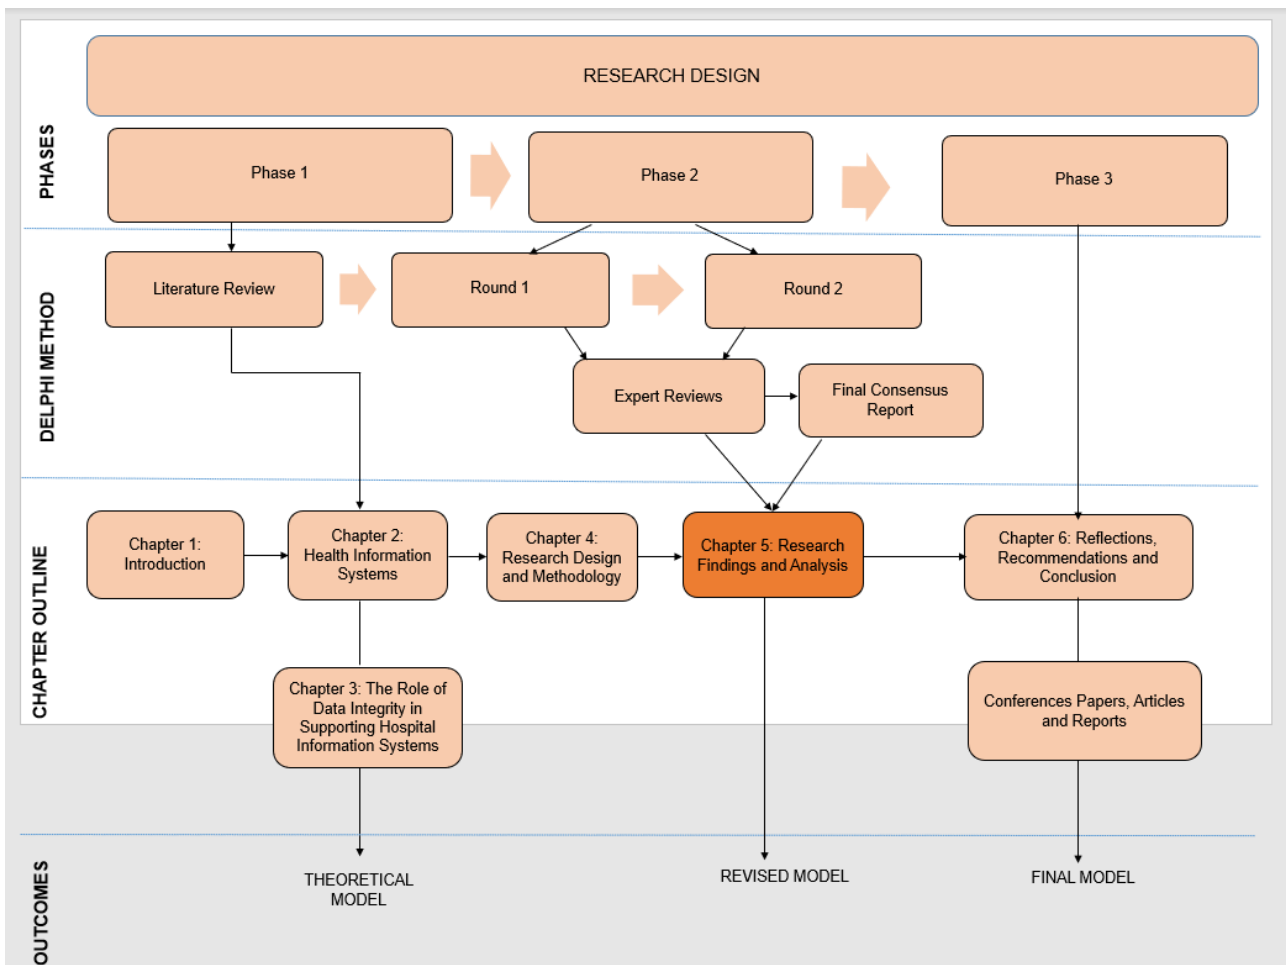 RESEARCH DESIGN
PHASES
Phase 1
Phase 2
Phase 3
DELPHI METHOD
Literature Review
Round 1
Round 2
Expert Reviews
Final Consensus
Report
CHAPTER OUTLINE
Chapter 1:
Introduction
Chapter 2:
Health Information
Systems
Chapter 4:
Research Design
and Methodology
Chapter 5: Research
Findings and Analysis
Chapter 6: Reflections,
Recommendations and
Conclusion
Chapter 3: The Role of
Data Integrity in
Supporting Hospital
Information Systems
Conferences Papers, Articles
and Reports
OUTCOMES
THEORETICAL
MODEL
REVISED MODEL
FINAL MODEL